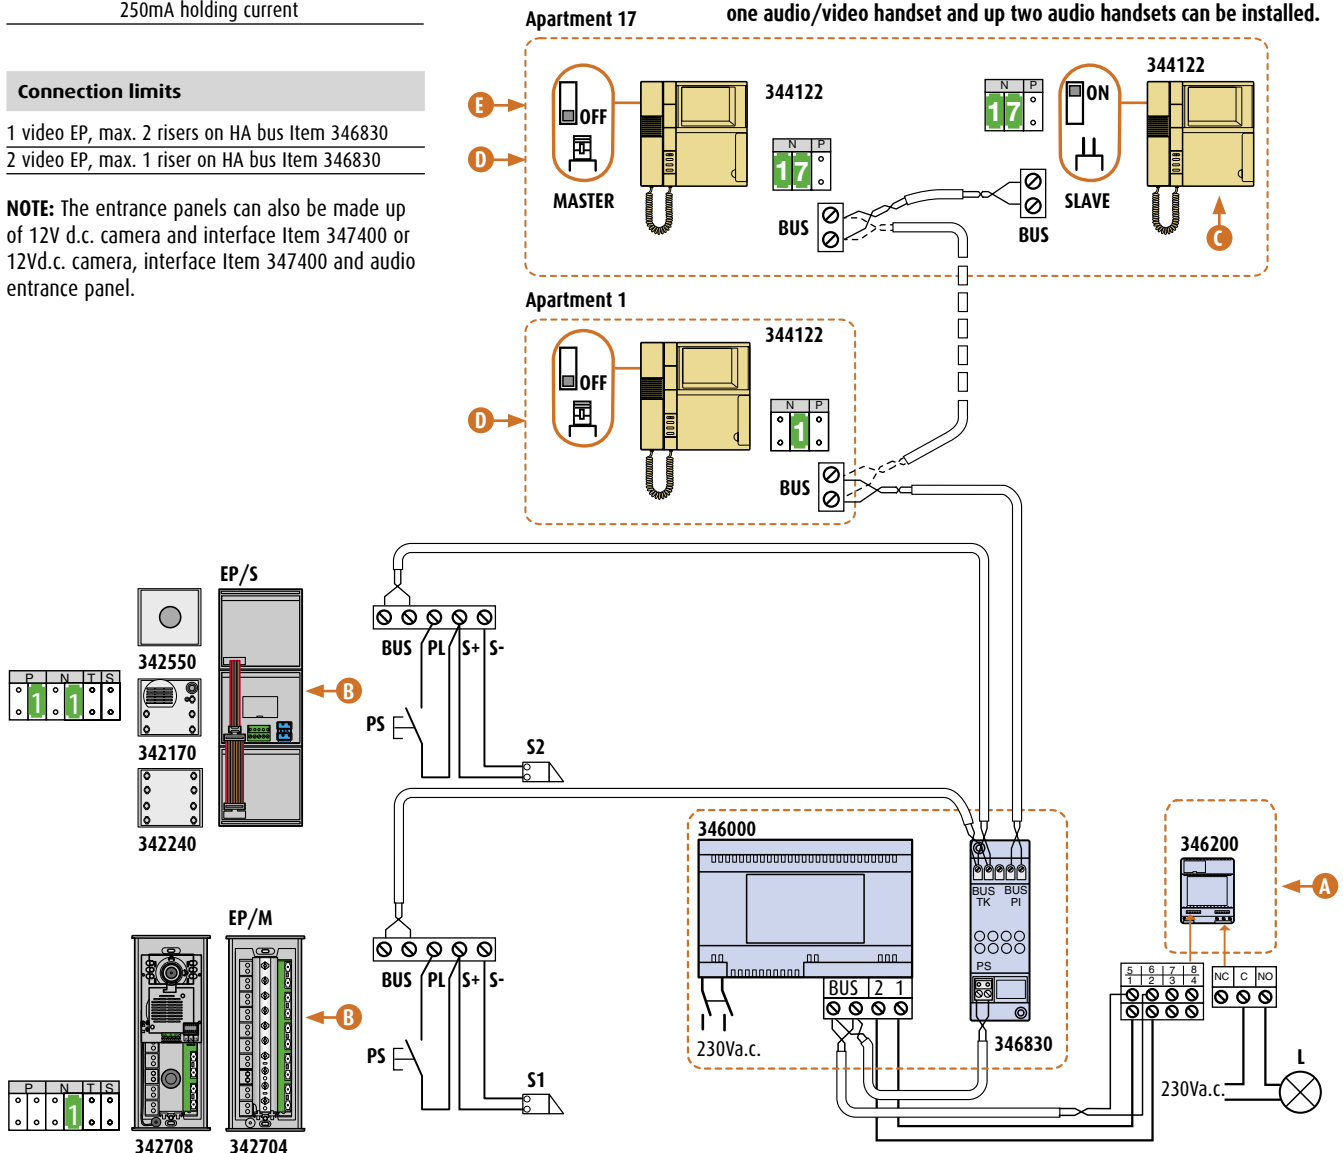 250mA holding current
one audio/video handset and up two audio handsets can be installed.
Connection limits
1 video EP, max. 2 risers on HA bus Item 346830
2 video EP, max. 1 riser on HA bus Item 346830
NOTE: The entrance panels can also be made up
of 12V d.c. camera and interface Item 347400 or
12Vd.c. camera, interface Item 347400 and audio
entrance panel.
Apartment 17
E
D
OFF
MASTER
344122
N P
1 7
BUS
N P
1 7
ON
SLAVE
344122
BUS
C
Apartment 1
D
OFF
344122
N P
1
BUS
EP/S
342550
P N T S
1 1
342170
342240
B
BUS PL S+ S-
PS
S2
EP/M
P N T S
1
342708
342704
B
BUS PL S+ S-
PS
S1
346000
BUS 2 1
230Va.c.
BUS TK
BUS PI
PS
346830
346200
A
5 6 7 8
1 2 3 4
NC C NO
230Va.c.
L